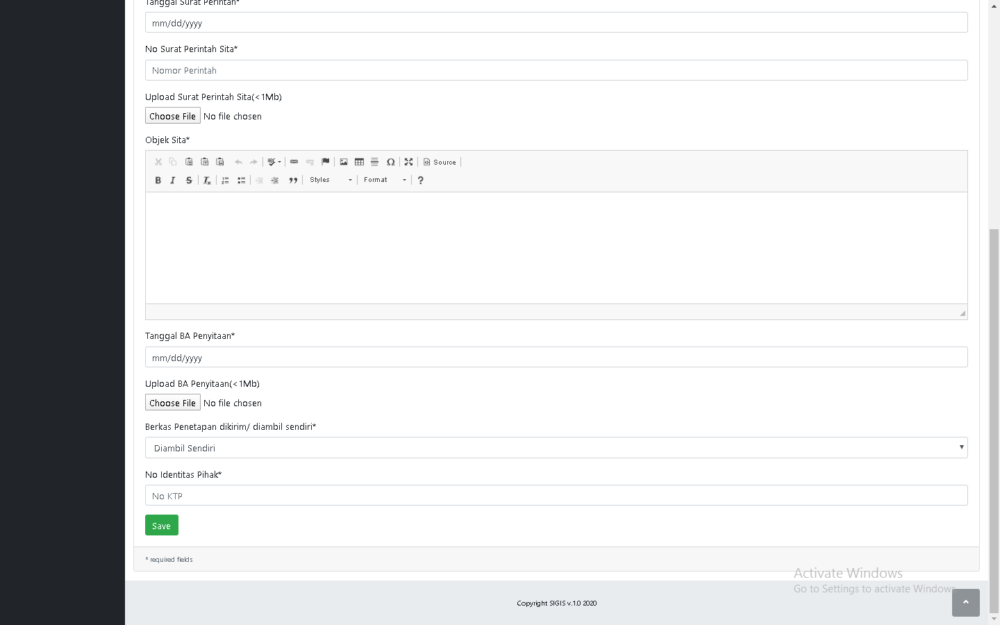 Tanggal Surat Perintah*
mm/dd/yyyy
No Surat Perintah Sita*
Nomor Perintah
Upload Surat Perintah Sita(<1Mb)
Choose File No file chosen
Objek Sita*
Source
B I S Styles Format ?
Tanggal BA Penyitaan*
mm/dd/yyyy
Upload BA Penyitaan(<1Mb)
Choose File No file chosen
Berkas Penetapan dikirim/ diambil sendiri*
Diambil Sendiri
No Identitas Pihak*
No KTP
Save
* required fields
Activate Windows
Go to Settings to activate Windows.
Copyright SIGIS v.1.0 2020